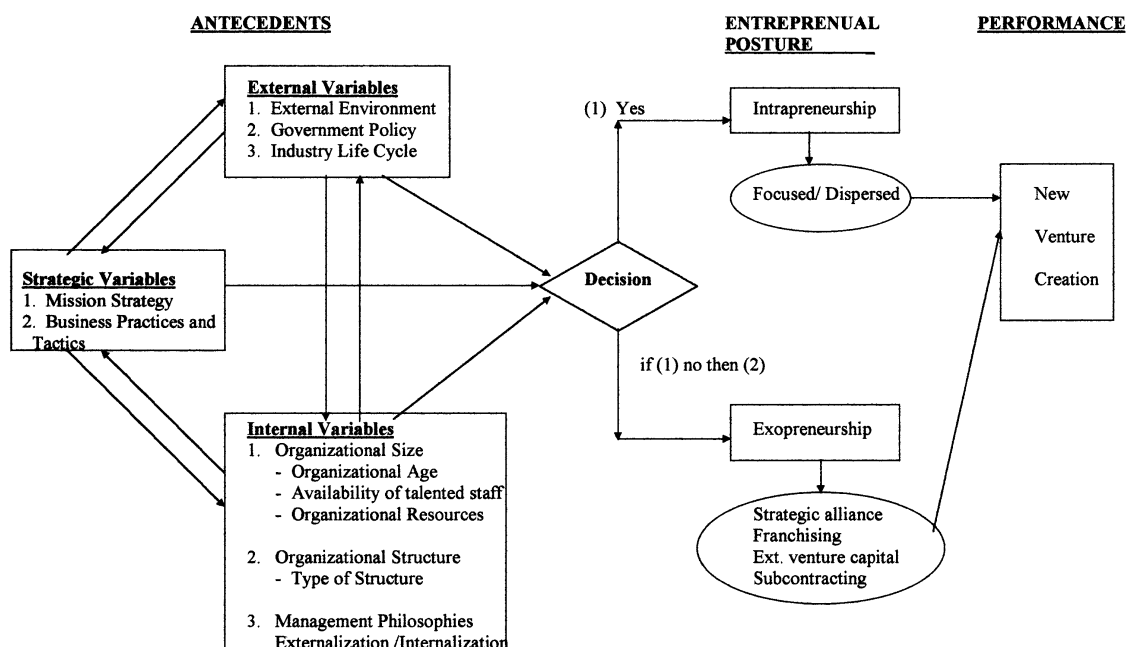 ANTECEDENTS
ENTREPRENUAL
POSTURE
PERFORMANCE
External Variables
1. External Environment
2. Government Policy
3. Industry Life Cycle
Strategic Variables
1. Mission Strategy
2. Business Practices and
Tactics
Internal Variables
1. Organizational Size
- Organizational Age
- Availability of talented staff
- Organizational Resources
2. Organizational Structure
- Type of Structure
3. Management Philosophies
Externalization /Internalization
Decision
(1) Yes
if (1) no then (2)
Intrapreneurship
Focused/ Dispersed
Exopreneurship
Strategic alliance
Franchising
Ext. venture capital
Subcontracting
New
Venture
Creation